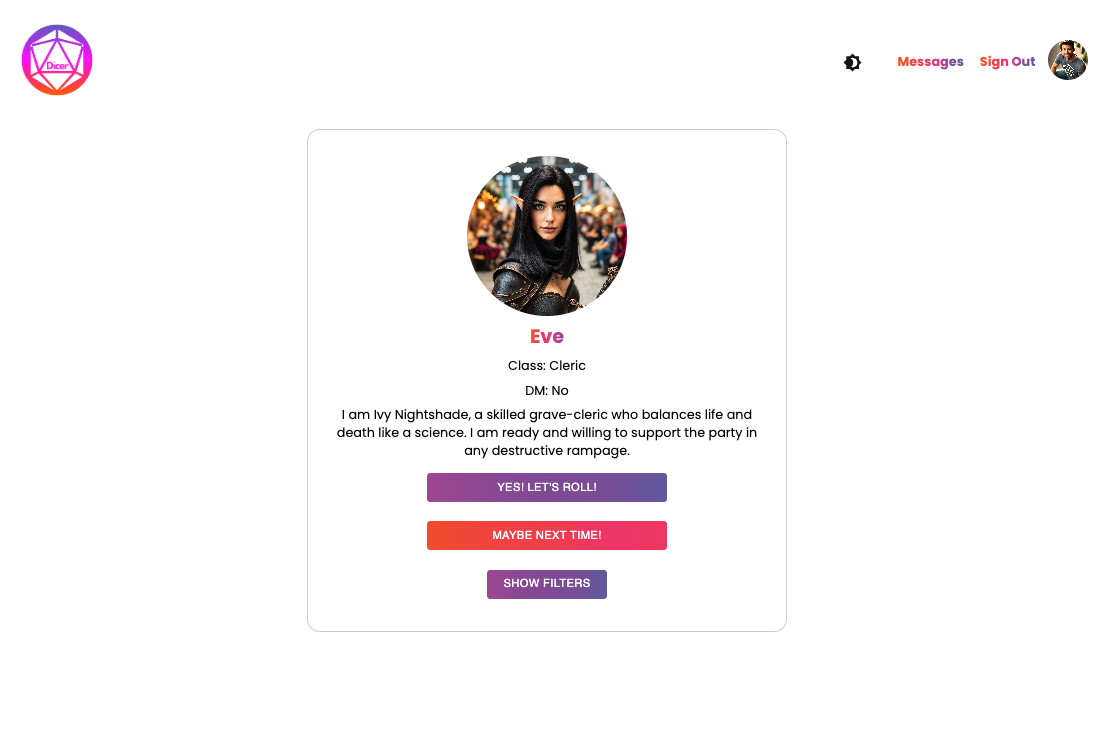 Dicer
Messages
Sign Out
Eve
Class: Cleric
DM: No
I am Ivy Nightshade, a skilled grave-cleric who balances life and
death like a science. I am ready and willing to support the party in
any destructive rampage.
YES! LET'S ROLL!
MAYBE NEXT TIME!
SHOW FILTERS